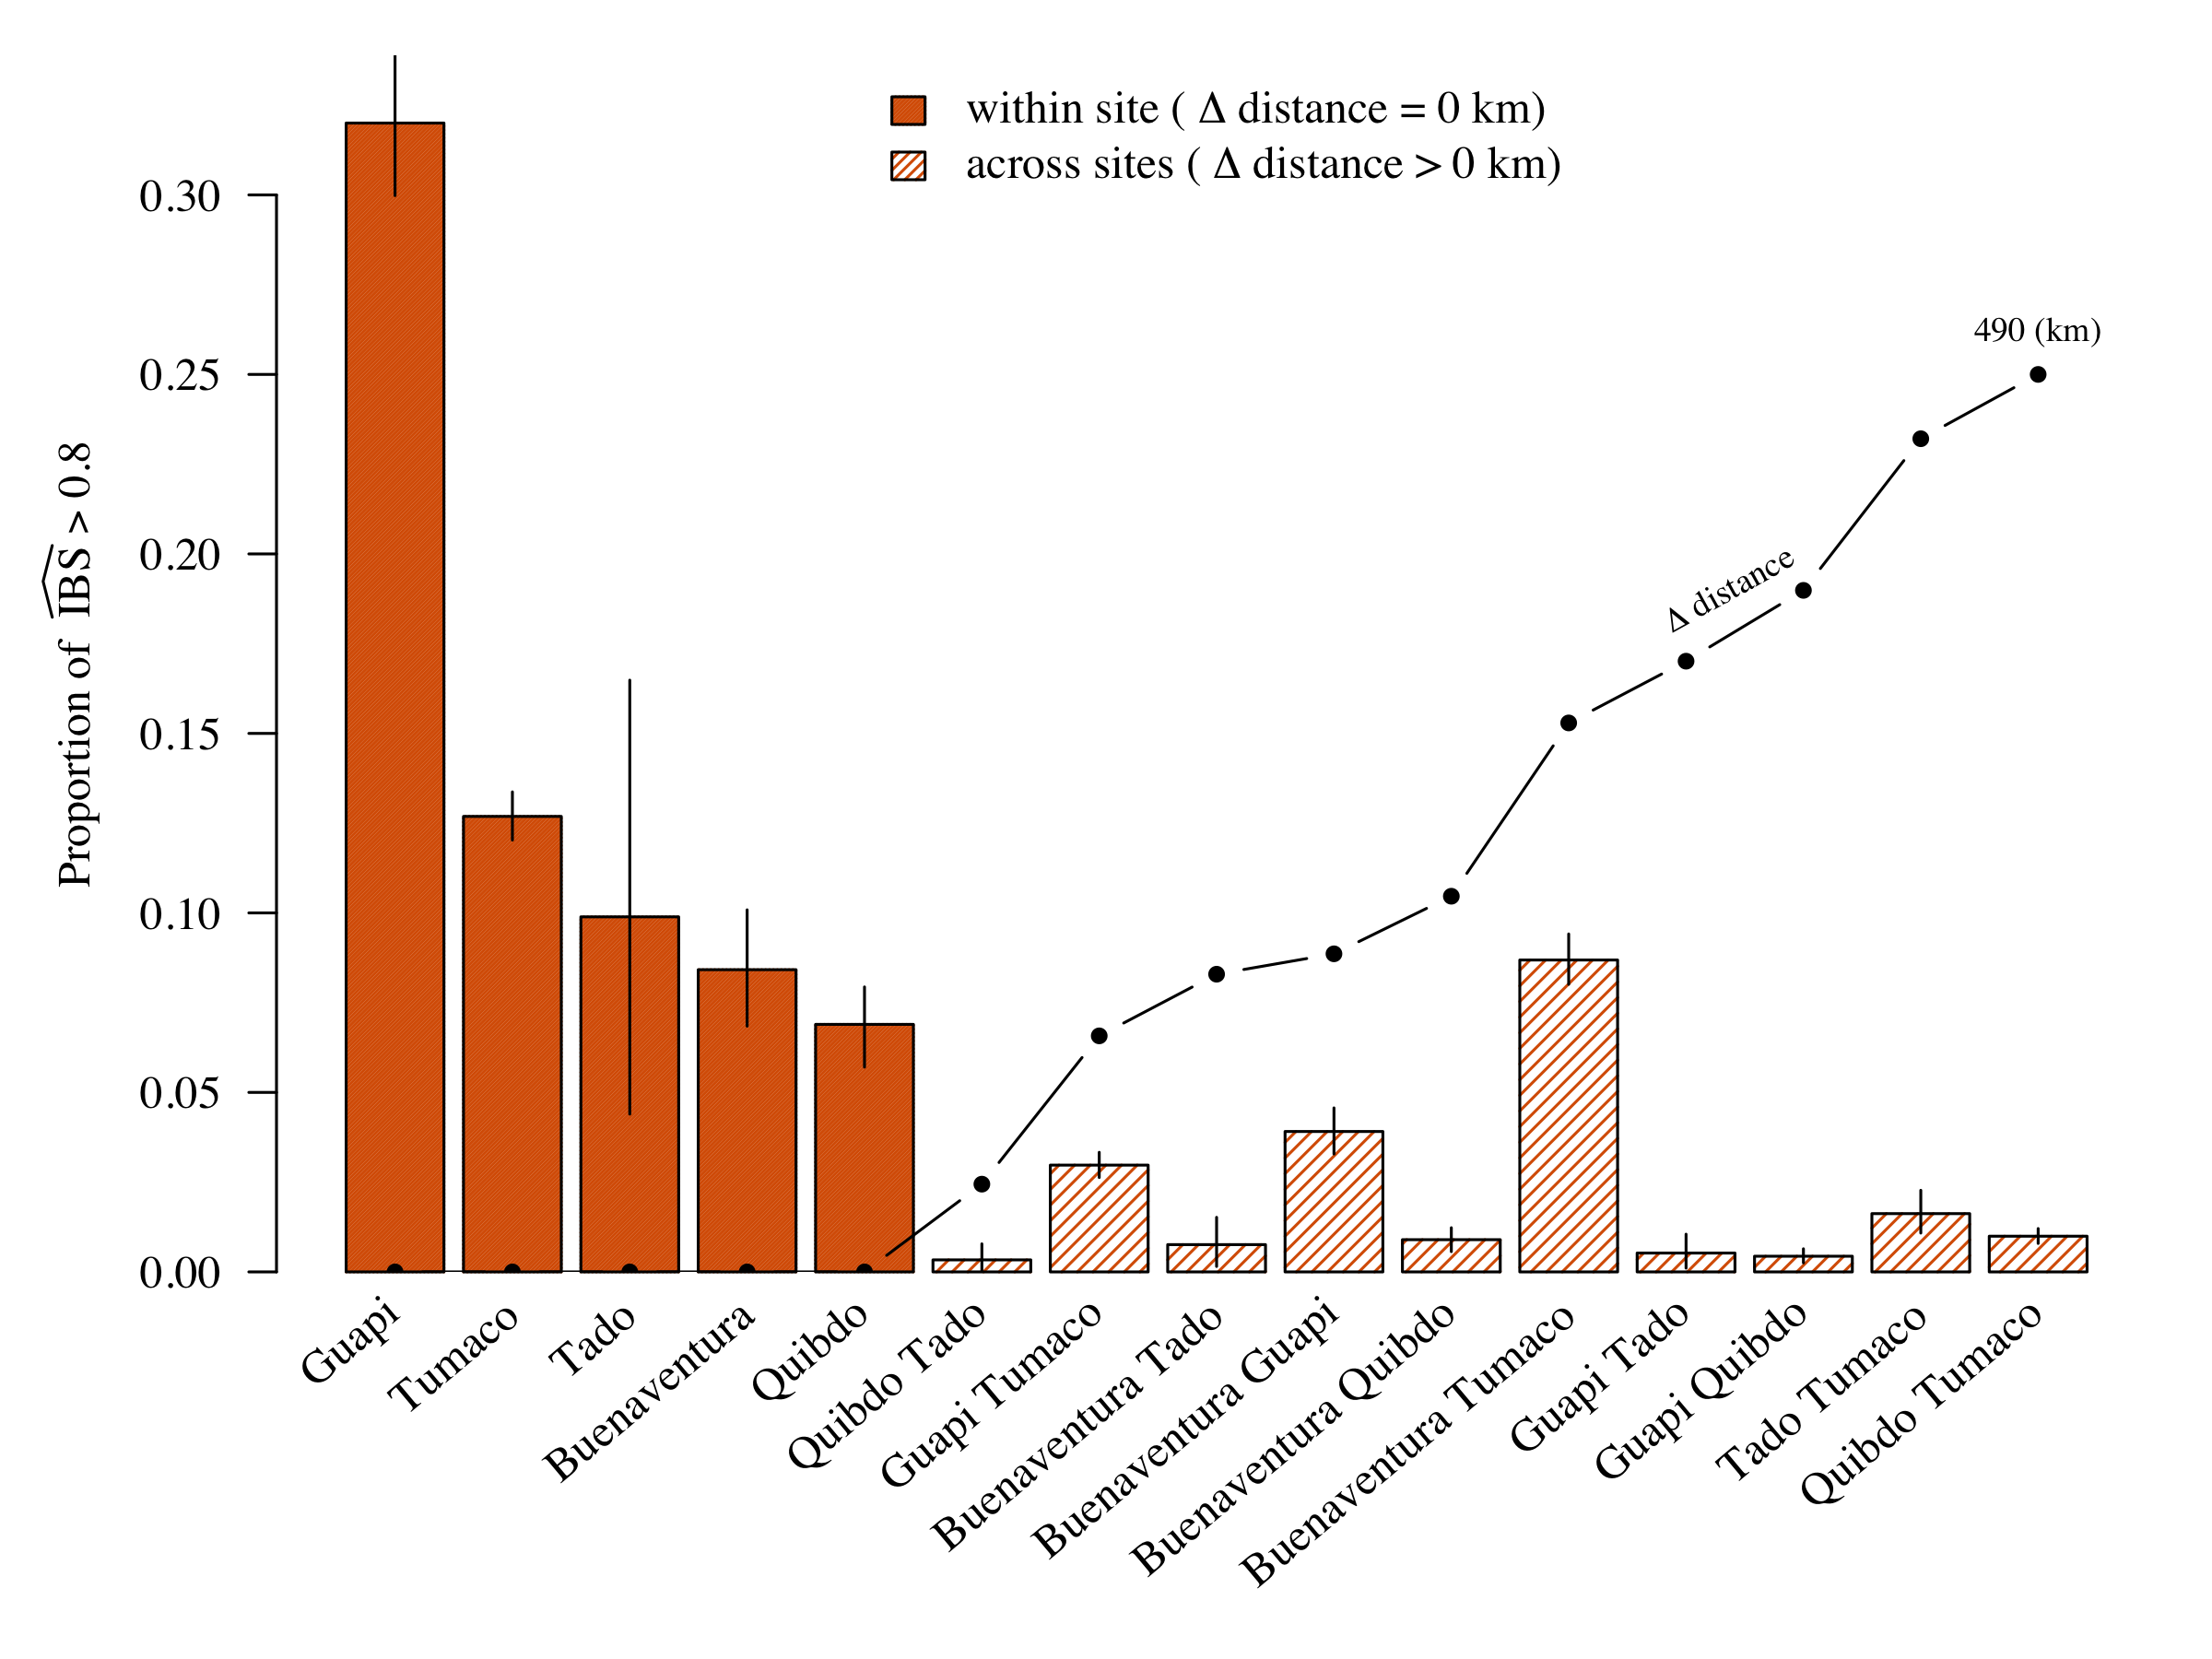 within site ( Δ distance = 0 km)
across sites ( Δ distance > 0 km)
Proportion of IBS > 0.8
0.30
0.25
0.20
0.15
0.10
0.05
0.00
490 (km)
Δ distance
Guapi
Tumaco
Tado
Buenaventura
Quibdo
Quibdo Tado
Guapi Tumaco
Buenaventura Tado
Buenaventura Guapi
Buenaventura Quibdo
Buenaventura Tumaco
Guapi Tado
Guapi Quibdo
Tado Tumaco
Quibdo Tumaco